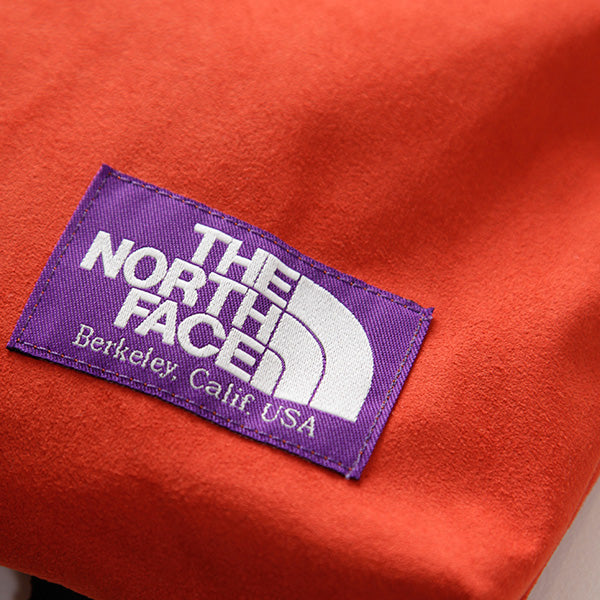 THE
NORTH
FACE
Berkeley, Calif. USA